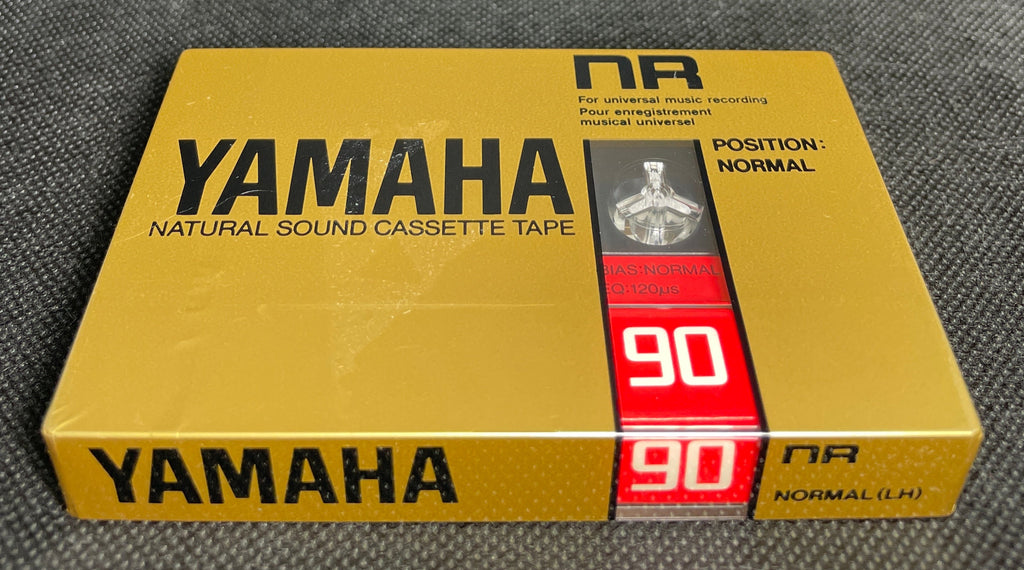 NR
For universal music recording
Pour enregistrement
musical universel
YAMAHA
NATURAL SOUND CASSETTE TAPE
POSITION:
NORMAL
BIAS:NORMAL
EQ:120µs
90
YAMAHA
90
NR
NORMAL(LH)